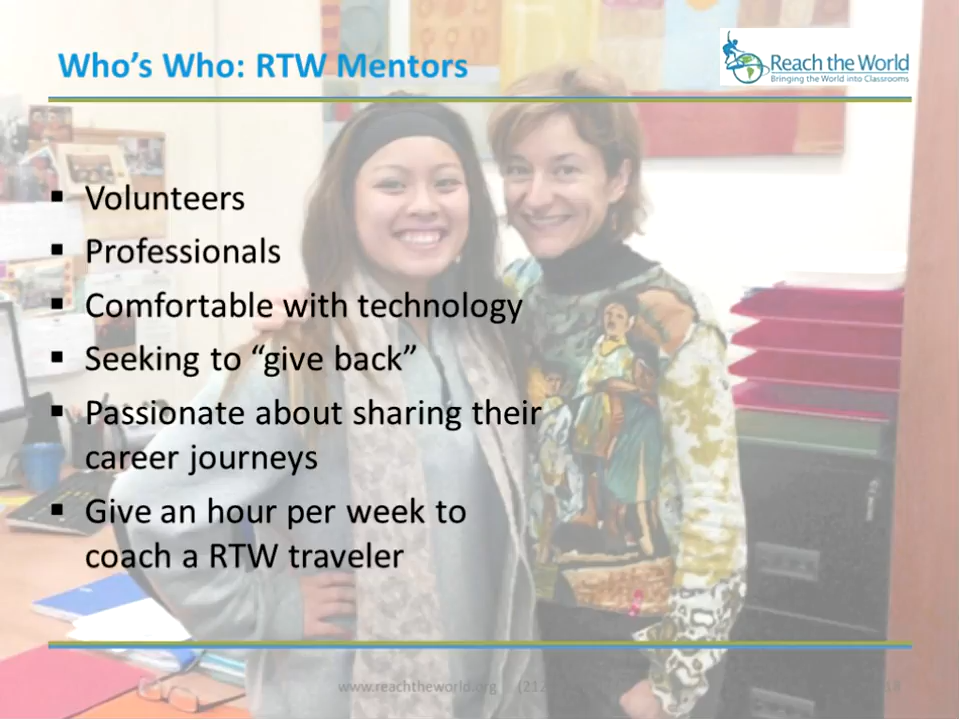 Who's Who: RTW Mentors
Reach the World
Bringing the World into Classrooms
▪ Volunteers
▪ Professionals
▪ Comfortable with technology
▪ Seeking to “give back”
▪ Passionate about sharing their
career journeys
▪ Give an hour per week to
coach a RTW traveler
www.reachtheworld.org (212